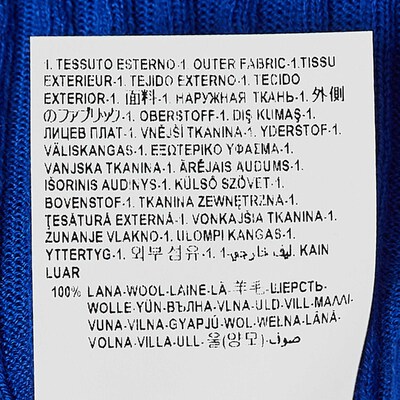 I. TESSUTO ESTERNO-1. OUTER FABRIC-1.TISSU
EXTERIEUR-1. TEJIDO EXTERNO-1. TECIDO
EXTERIOR-1. 面料-1. НАРУЖНАЯ ТКАНЬ-1. 外側
のファブリック-1. OBERSTOFF-1. DIŞ KUMAŞ-1.
ЛИЦЕВ ПЛАТ-1. VNĚJŠÍ TKANINA-1. YDERSTOF-1.
VÄLISKANGAS-1. ΕΞΩΤΕΡΙΚΟ ΥΦΑΣΜΑ-1.
VANJSKA TKANINA-1. ĀRĒJAIS AUDUMS-1.
IŠORINIS AUDINYS-1. KÜLSŐ SZÖVET-1.
BOVENSTOF-1. TKANINA ZEWNĘTRZNA-1.
ŢESĂTURĂ EXTERNĂ-1. VONKAJŠIA TKANINA-1.
ZUNANJE VLAKNO-1. ULOMPI KANGAS-1.
YTTERTYG-1. 외부 섬유-1. ليف خارجي-1. KAIN
LUAR
100% LANA-WOOL-LAINE-LÃ-羊毛-ШЕРСТЬ-
WOLLE-YÜN-ВЪЛНА-VLNA-ULD-VILL-ΜΑΛΛΙ-
VUNA-VILNA-GYAPJÚ-WOL-WEŁNA-LÂNĂ-
VOLNA-VILLA-ULL-울(양모)-صوف-